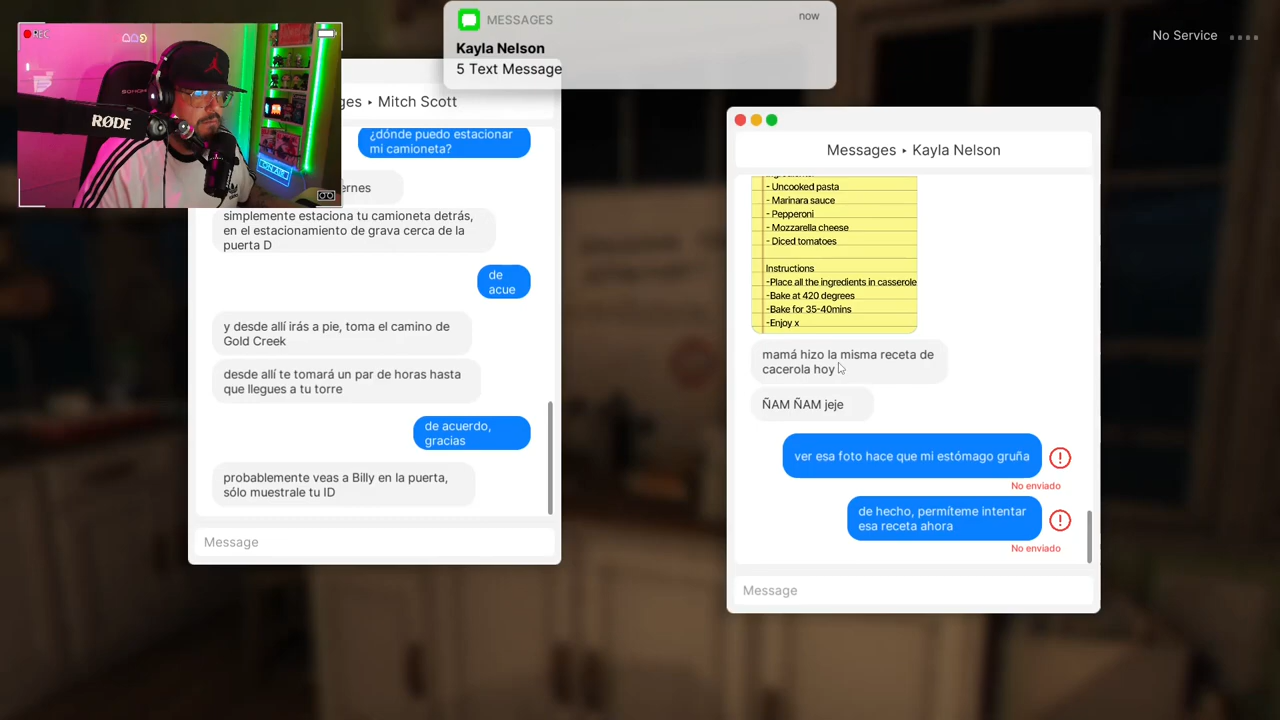 REC
RØDE
ON AIR
MESSAGES
now
Kayla Nelson
5 Text Message
No Service
ges ▸ Mitch Scott
¿dónde puedo estacionar
mi camioneta?
ernes
simplemente estaciona tu camioneta detrás,
en el estacionamiento de grava cerca de la
puerta D
de
acue
y desde allí irás a pie, toma el camino de
Gold Creek
desde allí te tomará un par de horas hasta
que llegues a tu torre
de acuerdo,
gracias
probablemente veas a Billy en la puerta,
sólo muestrale tu ID
Message
Messages ▸ Kayla Nelson
- Uncooked pasta
- Marinara sauce
- Pepperoni
- Mozzarella cheese
- Diced tomatoes
Instructions
-Place all the ingredients in casserole
-Bake at 420 degrees
-Bake for 35-40mins
-Enjoy x
mamá hizo la misma receta de
cacerola hoy
ÑAM ÑAM jeje
ver esa foto hace que mi estómago gruña
No enviado
de hecho, permíteme intentar
esa receta ahora
No enviado
Message